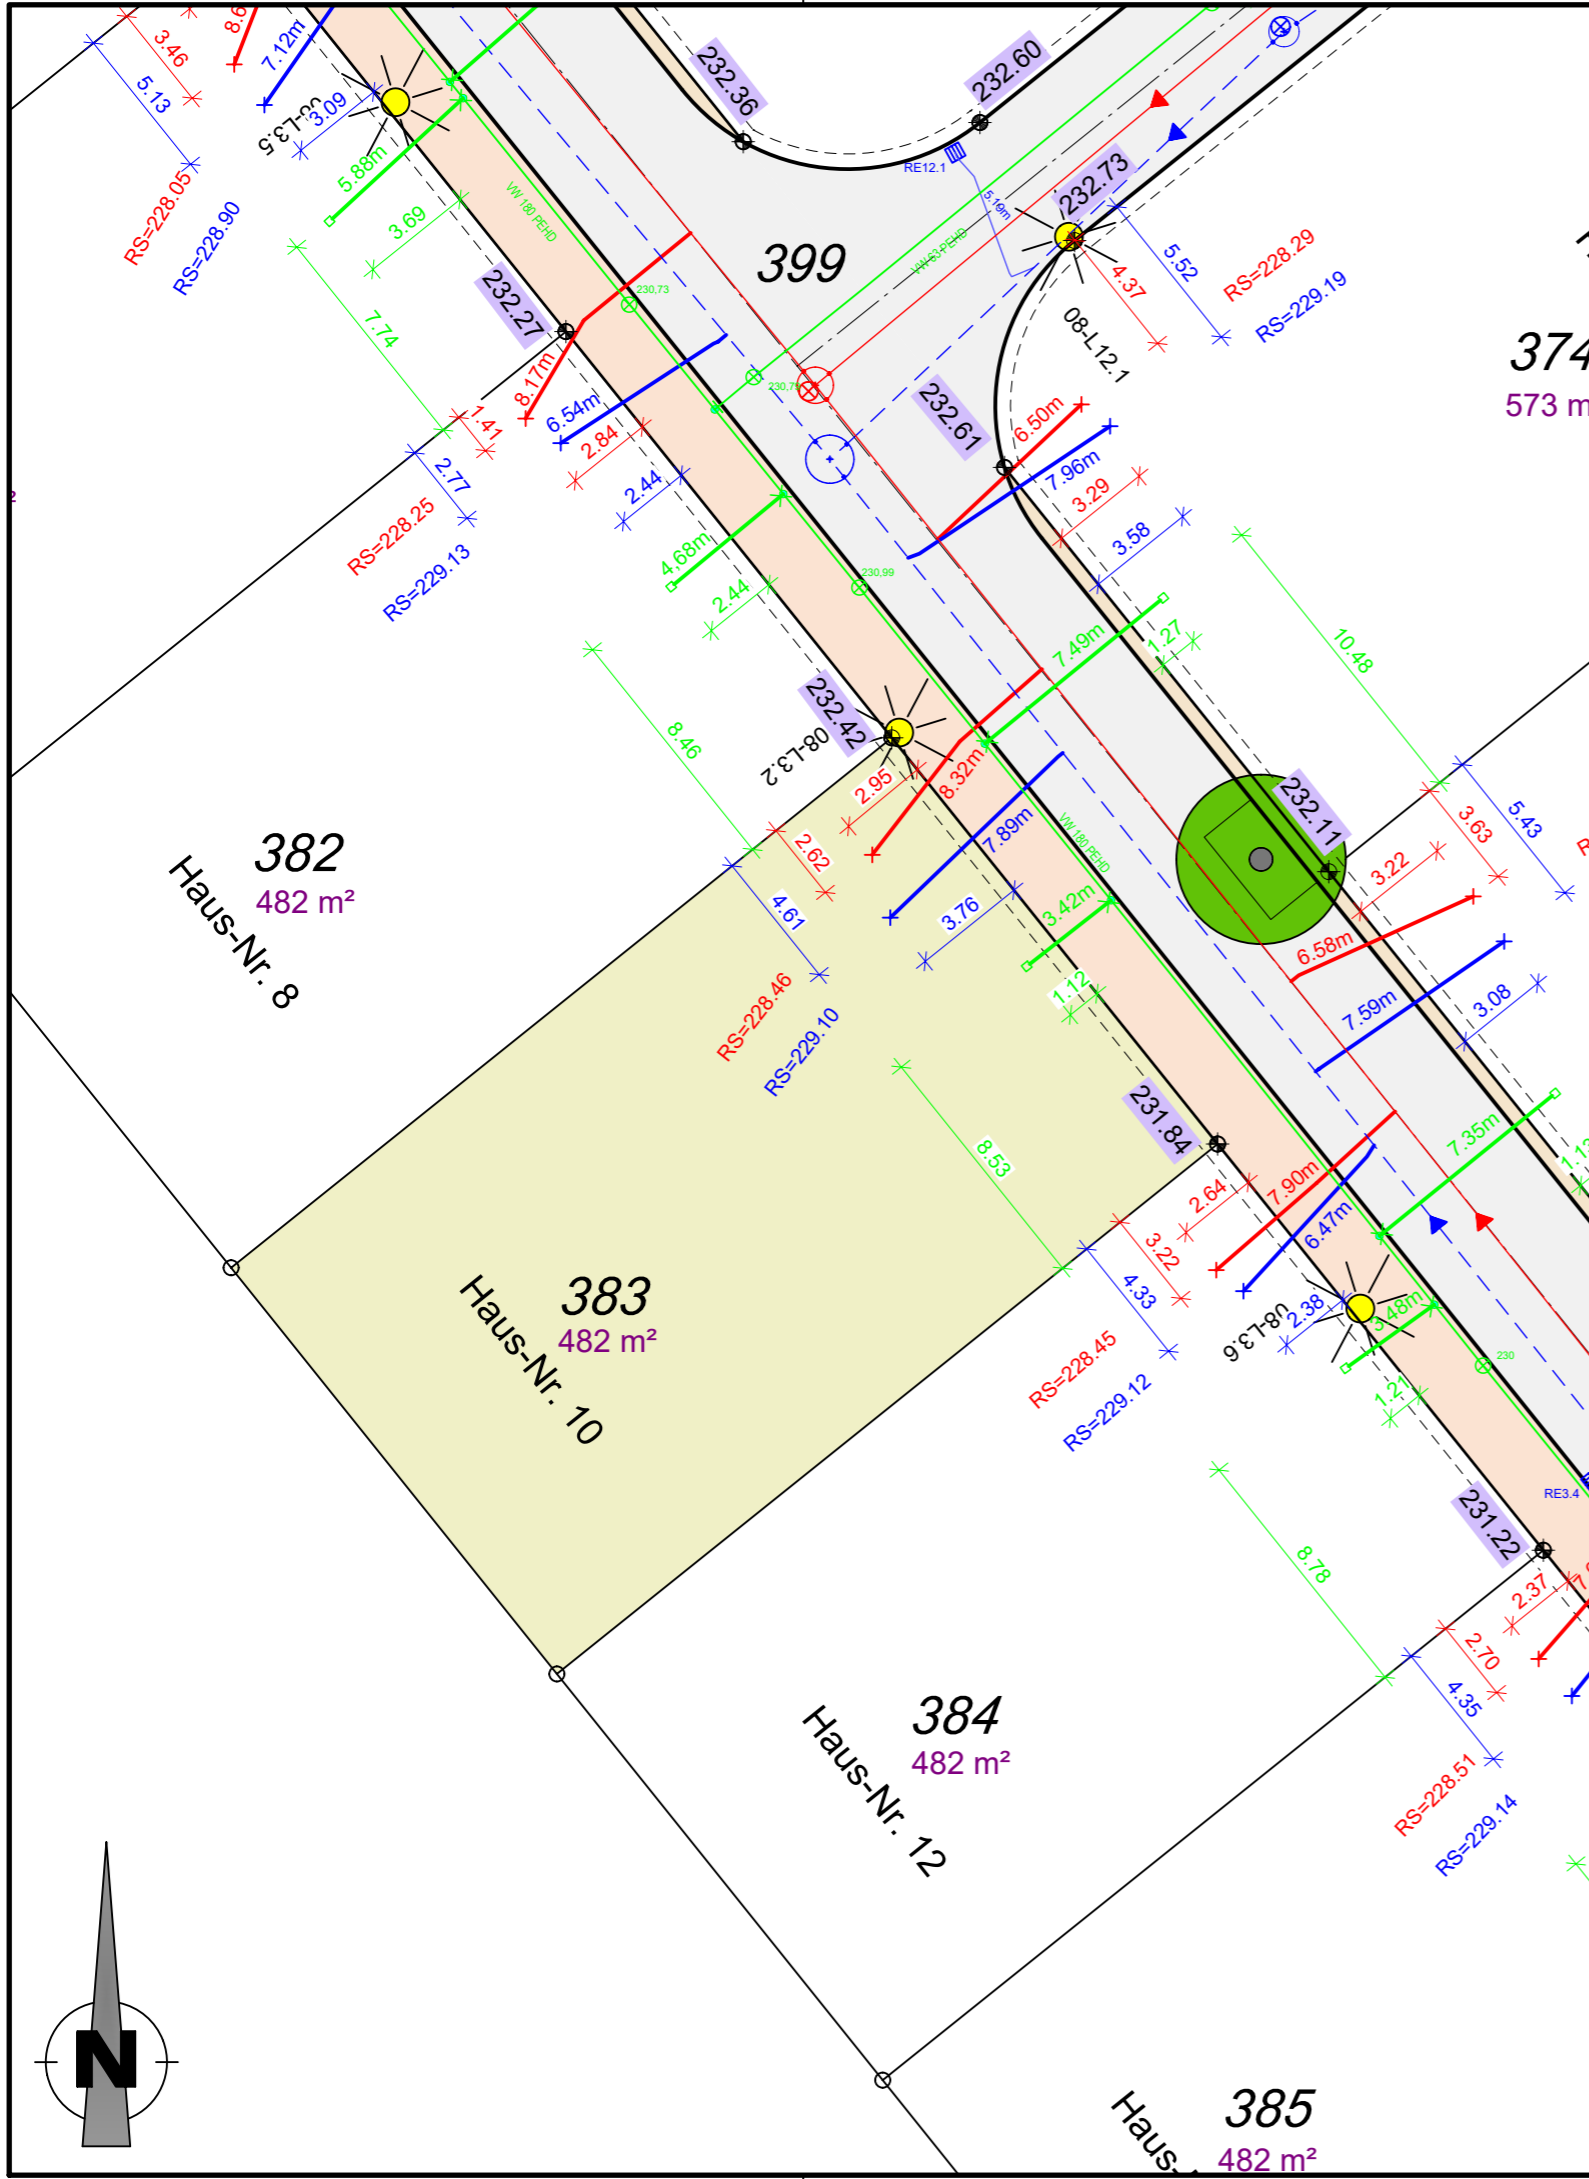 3.46
5.13
7.12m
3.09
08-L3.5
5.88m
3.69
RS=228.05
RS=228.90
7.74
VW 180 PEHD
232.36
232.60
RE12.1
5.19m
232.73
VW 63 PEHD
399
5.52
4.37
RS=228.29
RS=229.19
08-L12.1
374
573 m
232.27
230,73
8.17m
6.54m
1.41
2.77
2.84
2.44
RS=228.25
RS=229.13
232.61
6.50m
7.96m
3.29
3.58
4,68m
2.44
230,99
7.49m
1.27
10.48
8.46
232.42
08-L3.2
2.95
8.32m
7.89m
2.62
4.61
3.76
VW 180 PEHD
3.42m
1.12
232.11
5.43
3.63
3.22
6.58m
7.59m
3.08
382
482 m²
Haus-Nr. 8
RS=228.46
RS=229.10
8.53
231.84
2.64
7.90m
6.47m
7.35m
3.22
4.33
2.38
08-L3.6
3.48m
1.21
230
383
482 m²
Haus-Nr. 10
RS=228.45
RS=229.12
RE3.4
231.22
8.78
2.37
2.70
4.35
384
482 m²
Haus-Nr. 12
RS=228.51
RS=229.14
N
385
482 m²
Haus-